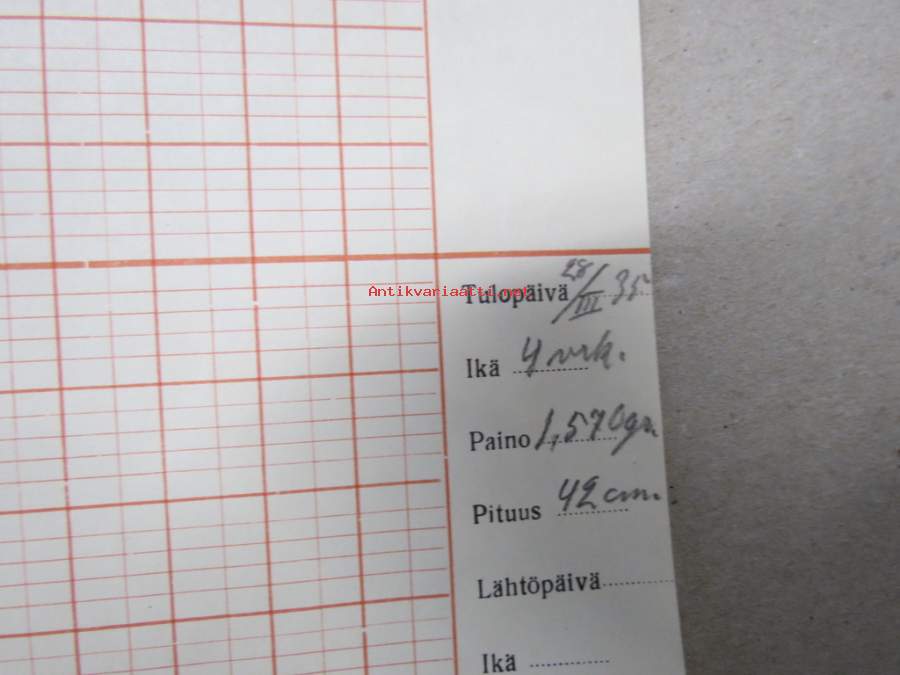 Tulopäivä 28/III 35
Antikvariaatti.net
Ikä 4 vrk.
Paino 1,570 gr.
Pituus 42 cm.
Lähtöpäivä
Ikä